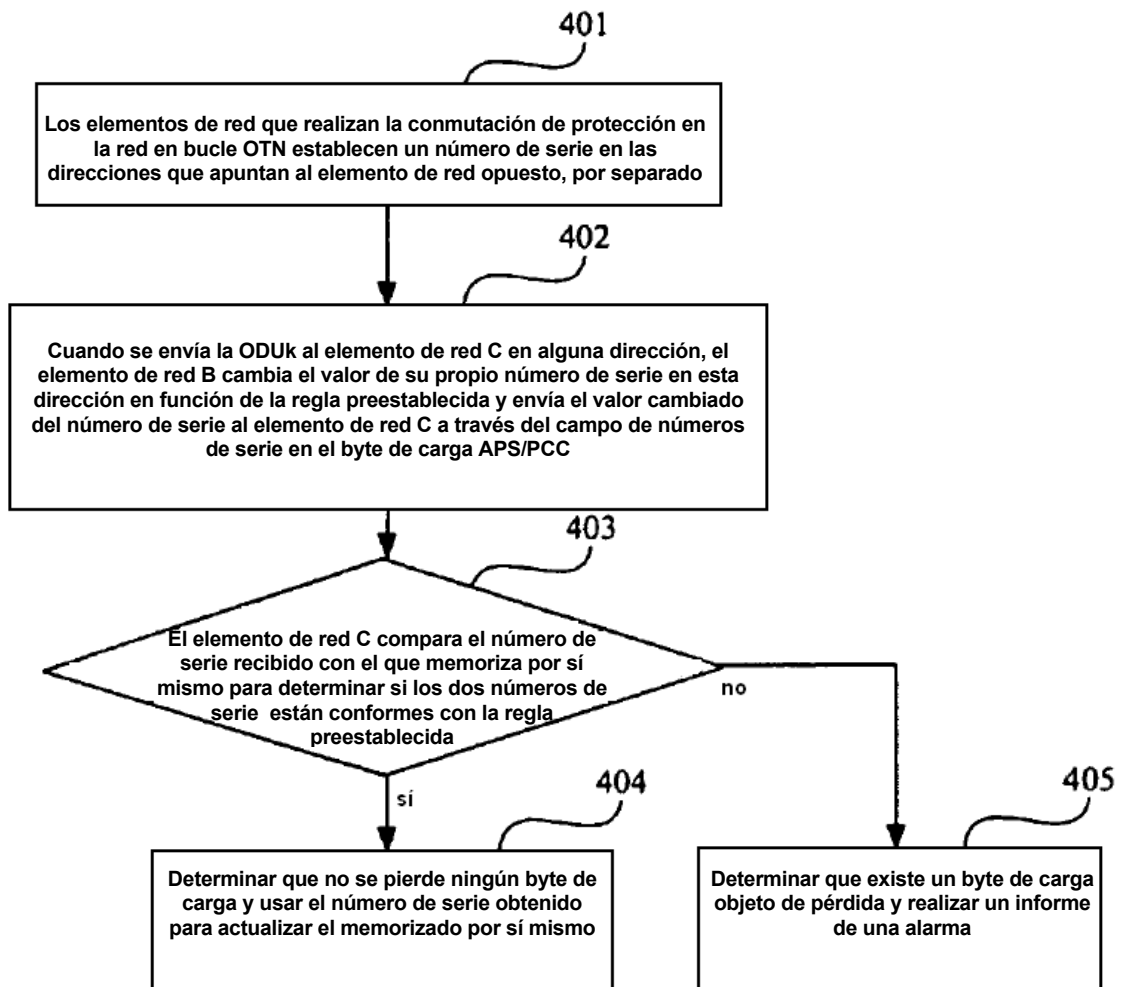 401
Los elementos de red que realizan la conmutación de protección en
la red en bucle OTN establecen un número de serie en las
direcciones que apuntan al elemento de red opuesto, por separado
402
Cuando se envía la ODUk al elemento de red C en alguna dirección, el
elemento de red B cambia el valor de su propio número de serie en esta
dirección en función de la regla preestablecida y envía el valor cambiado
del número de serie al elemento de red C a través del campo de números
de serie en el byte de carga APS/PCC
403
El elemento de red C compara el número de
serie recibido con el que memoriza por sí
mismo para determinar si los dos números de
serie están conformes con la regla
preestablecida
no
sí
404
Determinar que no se pierde ningún byte de
carga y usar el número de serie obtenido
para actualizar el memorizado por sí mismo
405
Determinar que existe un byte de carga
objeto de pérdida y realizar un informe
de una alarma